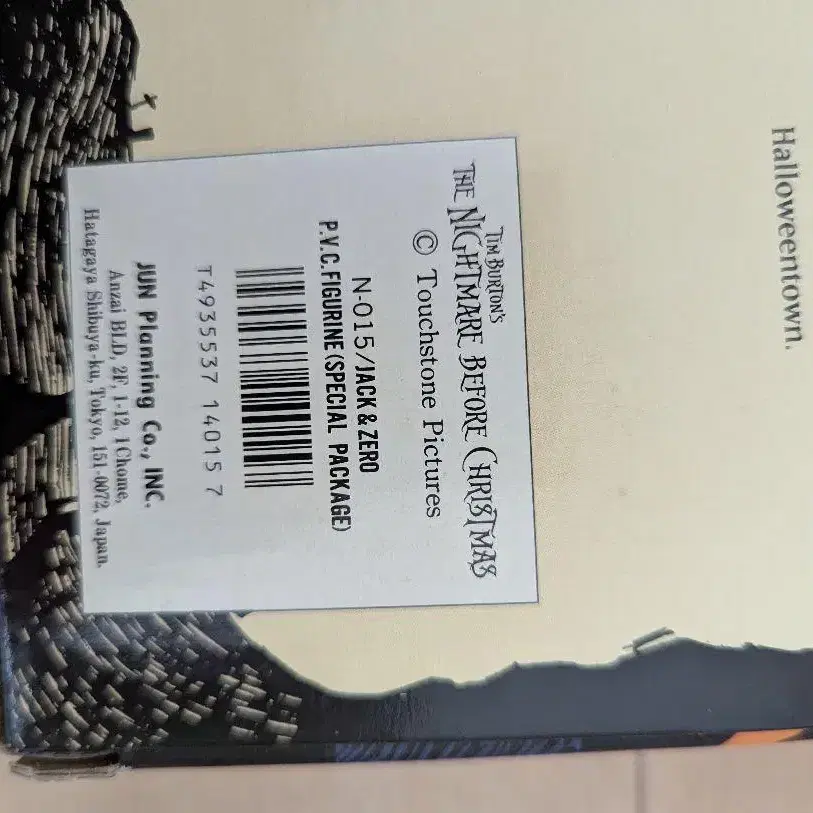 Halloweentown.
TIM BURTON'S
THE NIGHTMARE BEFORE CHRISTMAS
© Touchstone Pictures
N-015/JACK & ZERO
P.V.C.FIGURINE(SPECIAL PACKAGE)
T4935537 14015 7
JUN Planning Co., INC.
Anzai BLD, 2F, 1-12, 1Chome,
Hatagaya Shibuya-ku, Tokyo, 151-0072, Japan.